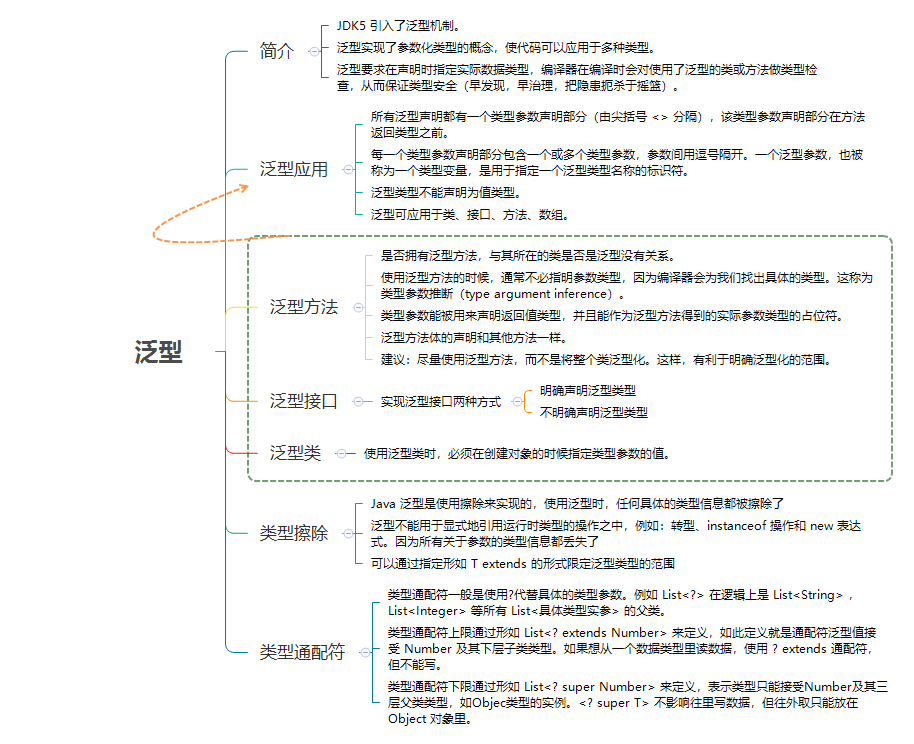 简介
JDK5 引入了泛型机制。
泛型实现了参数化类型的概念，使代码可以应用于多种类型。
泛型要求在声明时指定实际数据类型，编译器在编译时会对使用了泛型的类或方法做类型检
查，从而保证类型安全（早发现，早治理，把隐患扼杀于摇篮）。
泛型应用
所有泛型声明都有一个类型参数声明部分（由尖括号 <> 分隔），该类型参数声明部分在方法
返回类型之前。
每一个类型参数声明部分包含一个或多个类型参数，参数间用逗号隔开。一个泛型参数，也被
称为一个类型变量，是用于指定一个泛型类型名称的标识符。
泛型类型不能声明为值类型。
泛型可应用于类、接口、方法、数组。
泛型
泛型方法
是否拥有泛型方法，与其所在的类是否是泛型没有关系。
使用泛型方法的时候，通常不必指明参数类型，因为编译器会为我们找出具体的类型。这称为
类型参数推断（type argument inference）。
类型参数能被用来声明返回值类型，并且能作为泛型方法得到的实际参数类型的占位符。
泛型方法体的声明和其他方法一样。
建议：尽量使用泛型方法，而不是将整个类泛型化。这样，有利于明确泛型化的范围。
泛型接口
实现泛型接口两种方式
明确声明泛型类型
不明确声明泛型类型
泛型类
使用泛型类时，必须在创建对象的时候指定类型参数的值。
类型擦除
Java 泛型是使用擦除来实现的，使用泛型时，任何具体的类型信息都被擦除了
泛型不能用于显式地引用运行时类型的操作之中，例如：转型、instanceof 操作和 new 表达
式。因为所有关于参数的类型信息都丢失了
可以通过指定形如 T extends 的形式限定泛型类型的范围
类型通配符
类型通配符一般是使用?代替具体的类型参数。例如 List<?> 在逻辑上是 List<String> ，
List<Integer> 等所有 List<具体类型实参> 的父类。
类型通配符上限通过形如 List<? extends Number> 来定义，如此定义就是通配符泛型值接
受 Number 及其下层子类类型。如果想从一个数据类型里读数据，使用 ? extends 通配符，
但不能写。
类型通配符下限通过形如 List<? super Number> 来定义，表示类型只能接受Number及其三
层父类类型，如Objec类型的实例。<? super T> 不影响往里写数据，但往外取只能放在
Object 对象里。